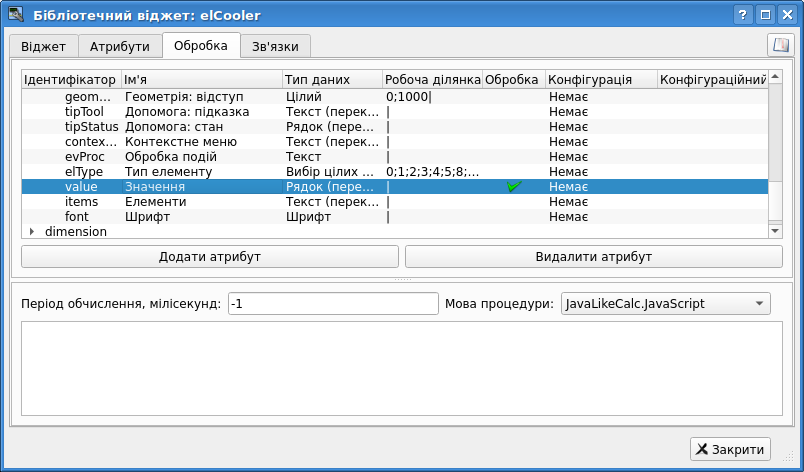 Бібліотечний віджет: elCooler
Віджет Атрибути Обробка Зв'язки
Ідентифікатор Ім'я Тип даних Робоча ділянка Обробка Конфігурація Конфігураційний
geom... Геометрія: відступ Цілий 0;1000| Немає
tipTool Допомога: підказка Текст (перек... | Немає
tipStatus Допомога: стан Рядок (пере... | Немає
contex... Контекстне меню Текст (перек... | Немає
evProc Обробка подій Текст | Немає
elType Тип елементу Вибір цілих ... 0;1;2;3;4;5;8;... Немає
value Значення Рядок (пере... | Немає
items Елементи Текст (перек... | Немає
font Шрифт Шрифт | Немає
dimension
Додати атрибут Видалити атрибут
Період обчислення, мілісекунд: -1 Мова процедури: JavaLikeCalc.JavaScript
Закрити